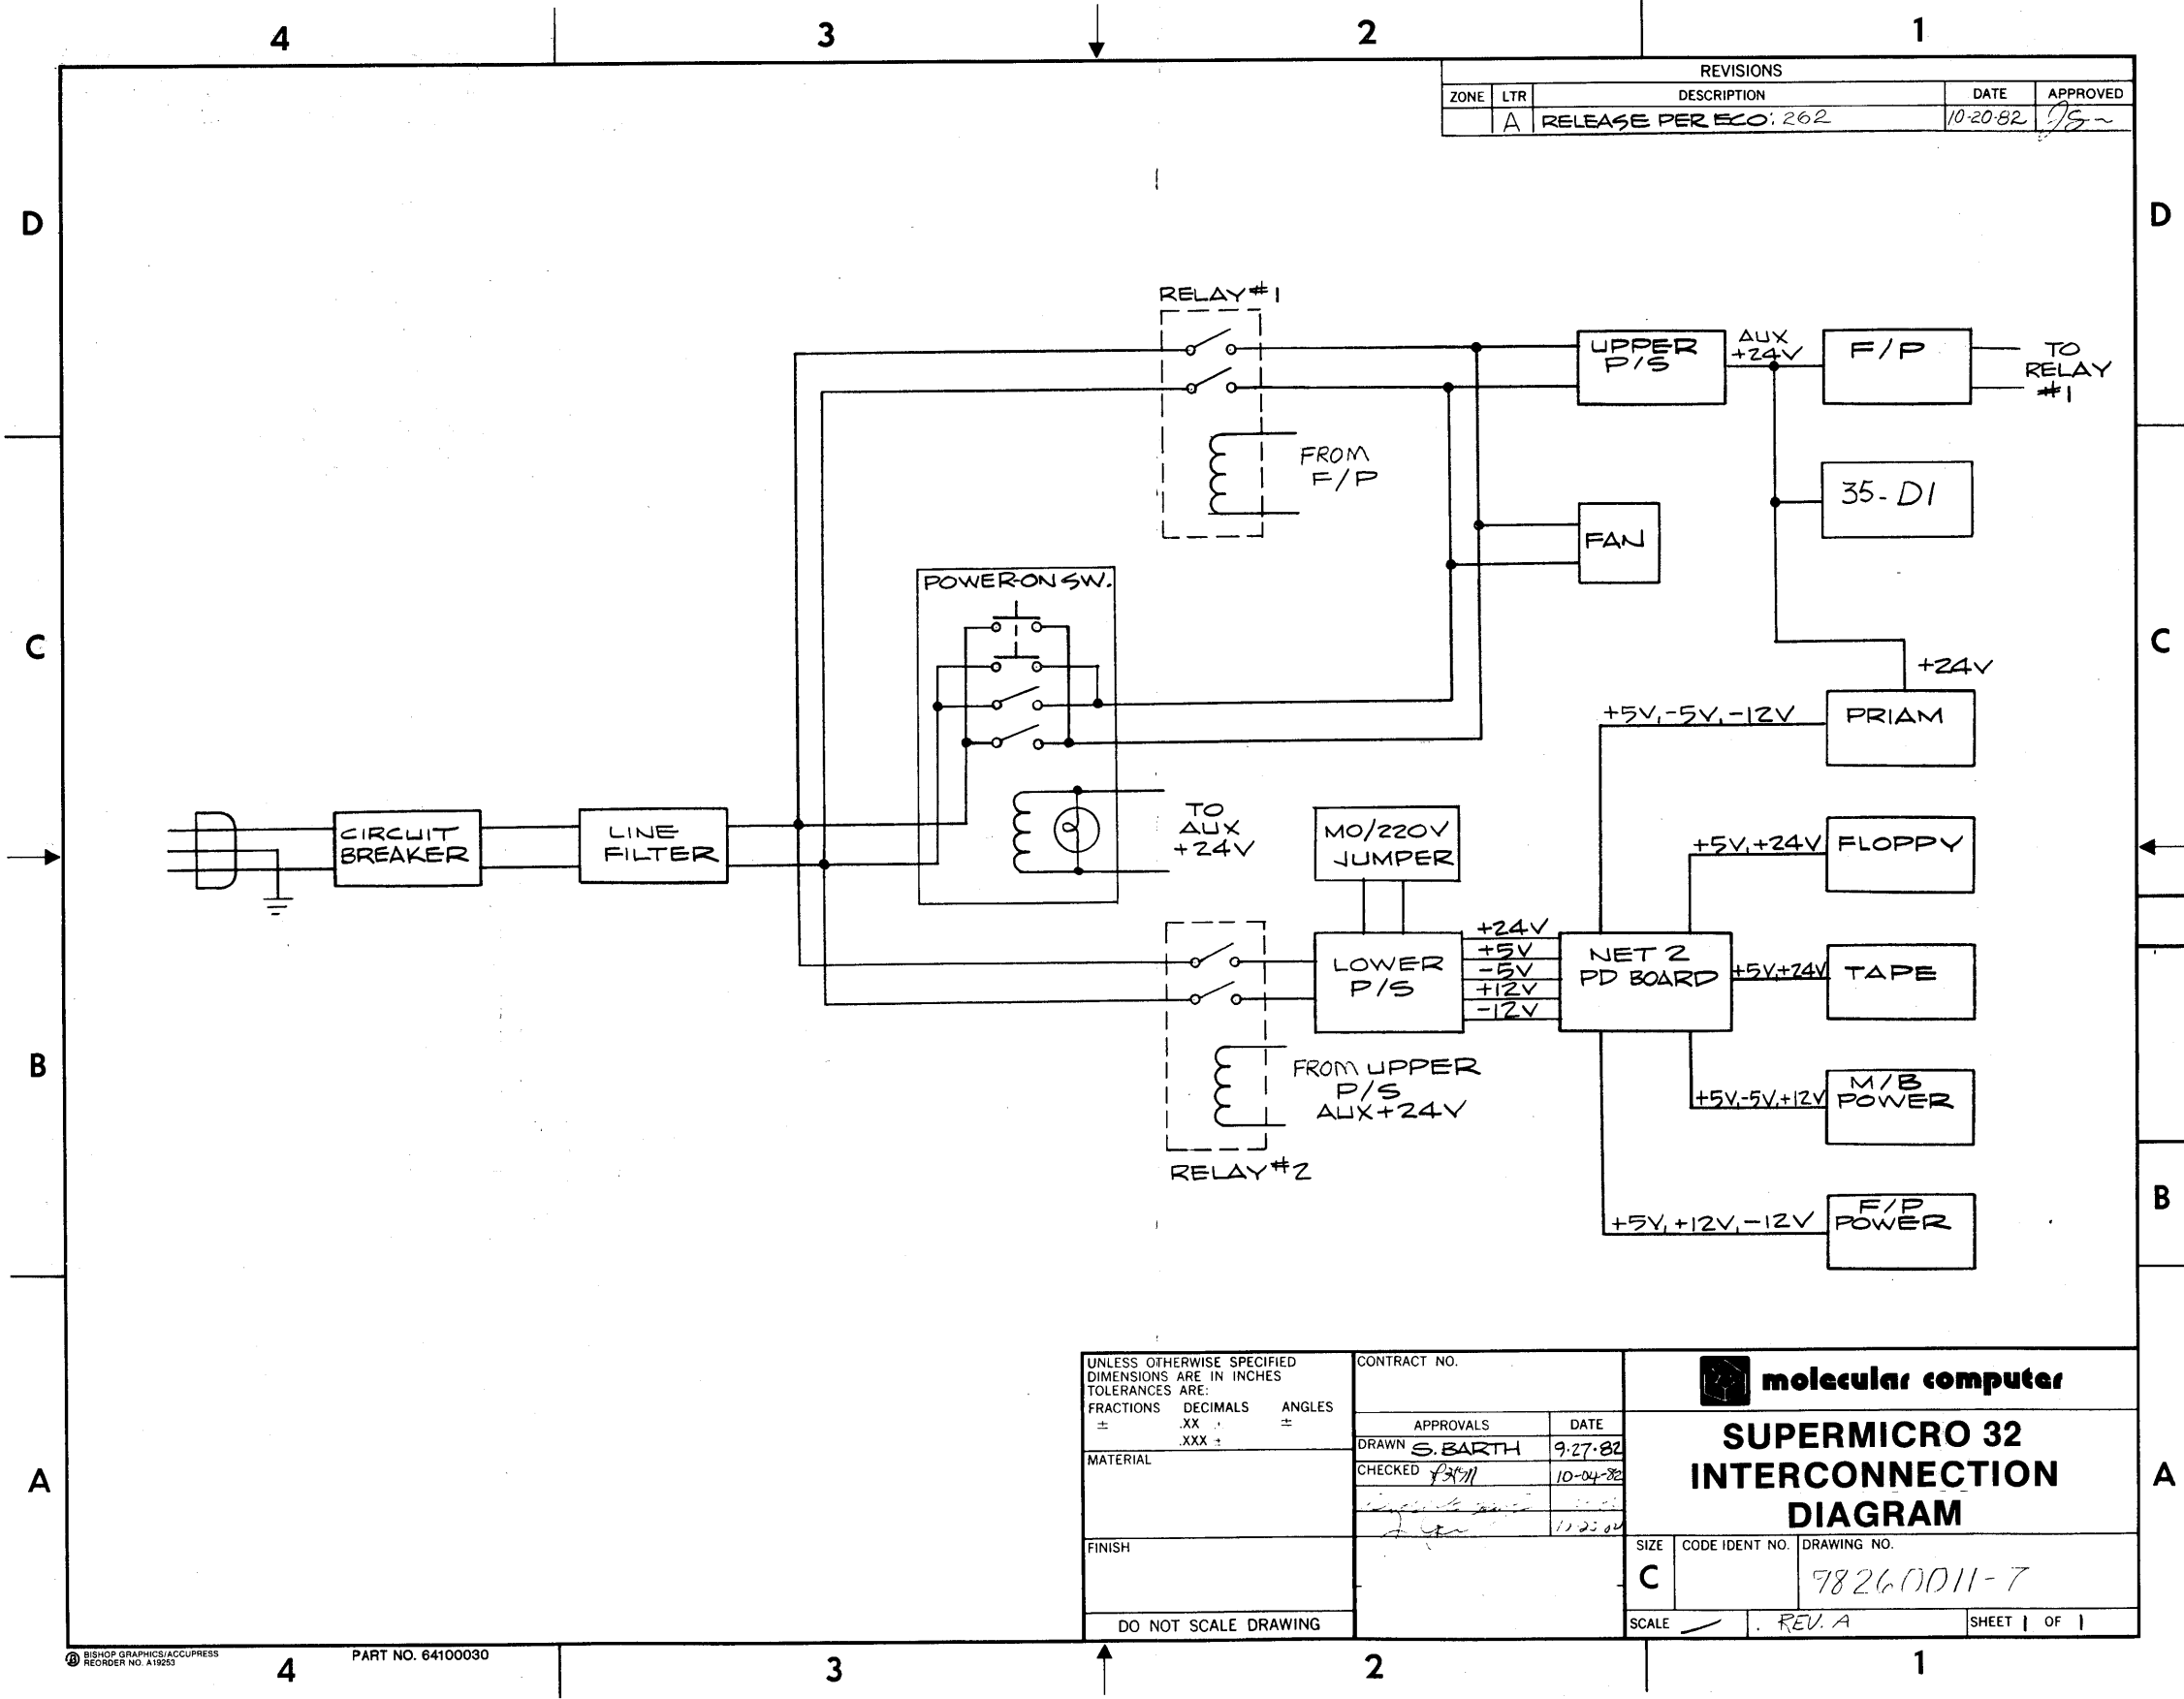 4 3 2 1
REVISIONS
ZONE LTR DESCRIPTION DATE APPROVED
A RELEASE PER ECO: 262 10-20-82
D D
RELAY #1
UPPER
P/S
AUX
+24V
F/P
TO
RELAY
#1
FROM
F/P
35-DI
FAN
POWER-ON SW.
C C
+24V
+5V,-5V,-12V
PRIAM
CIRCUIT
BREAKER
LINE
FILTER
TO
AUX
+24V
110/220V
JUMPER
+5V,+24V
FLOPPY
LOWER
P/S
+24V
+5V
-5V
+12V
-12V
NET 2
PD BOARD
+5V,+24V
TAPE
B
FROM UPPER
P/S
AUX+24V
RELAY #2
+5V,-5V,+12V
M/B
POWER
B
+5V,+12V,-12V
F/P
POWER
UNLESS OTHERWISE SPECIFIED
DIMENSIONS ARE IN INCHES
TOLERANCES ARE:
FRACTIONS DECIMALS ANGLES
± .XX ±
.XXX ±
MATERIAL
FINISH
DO NOT SCALE DRAWING
CONTRACT NO.
APPROVALS DATE
DRAWN S. BARTH 9-27-82
CHECKED 10-04-82
molecular computer
SUPERMICRO 32
INTERCONNECTION
DIAGRAM
A A
SIZE CODE IDENT NO. DRAWING NO.
C 98260011-7
SCALE REV. A SHEET 1 OF 1
BISHOP GRAPHICS/ACCUPRESS
REORDER NO. A19253
PART NO. 64100030
4 3 2 1